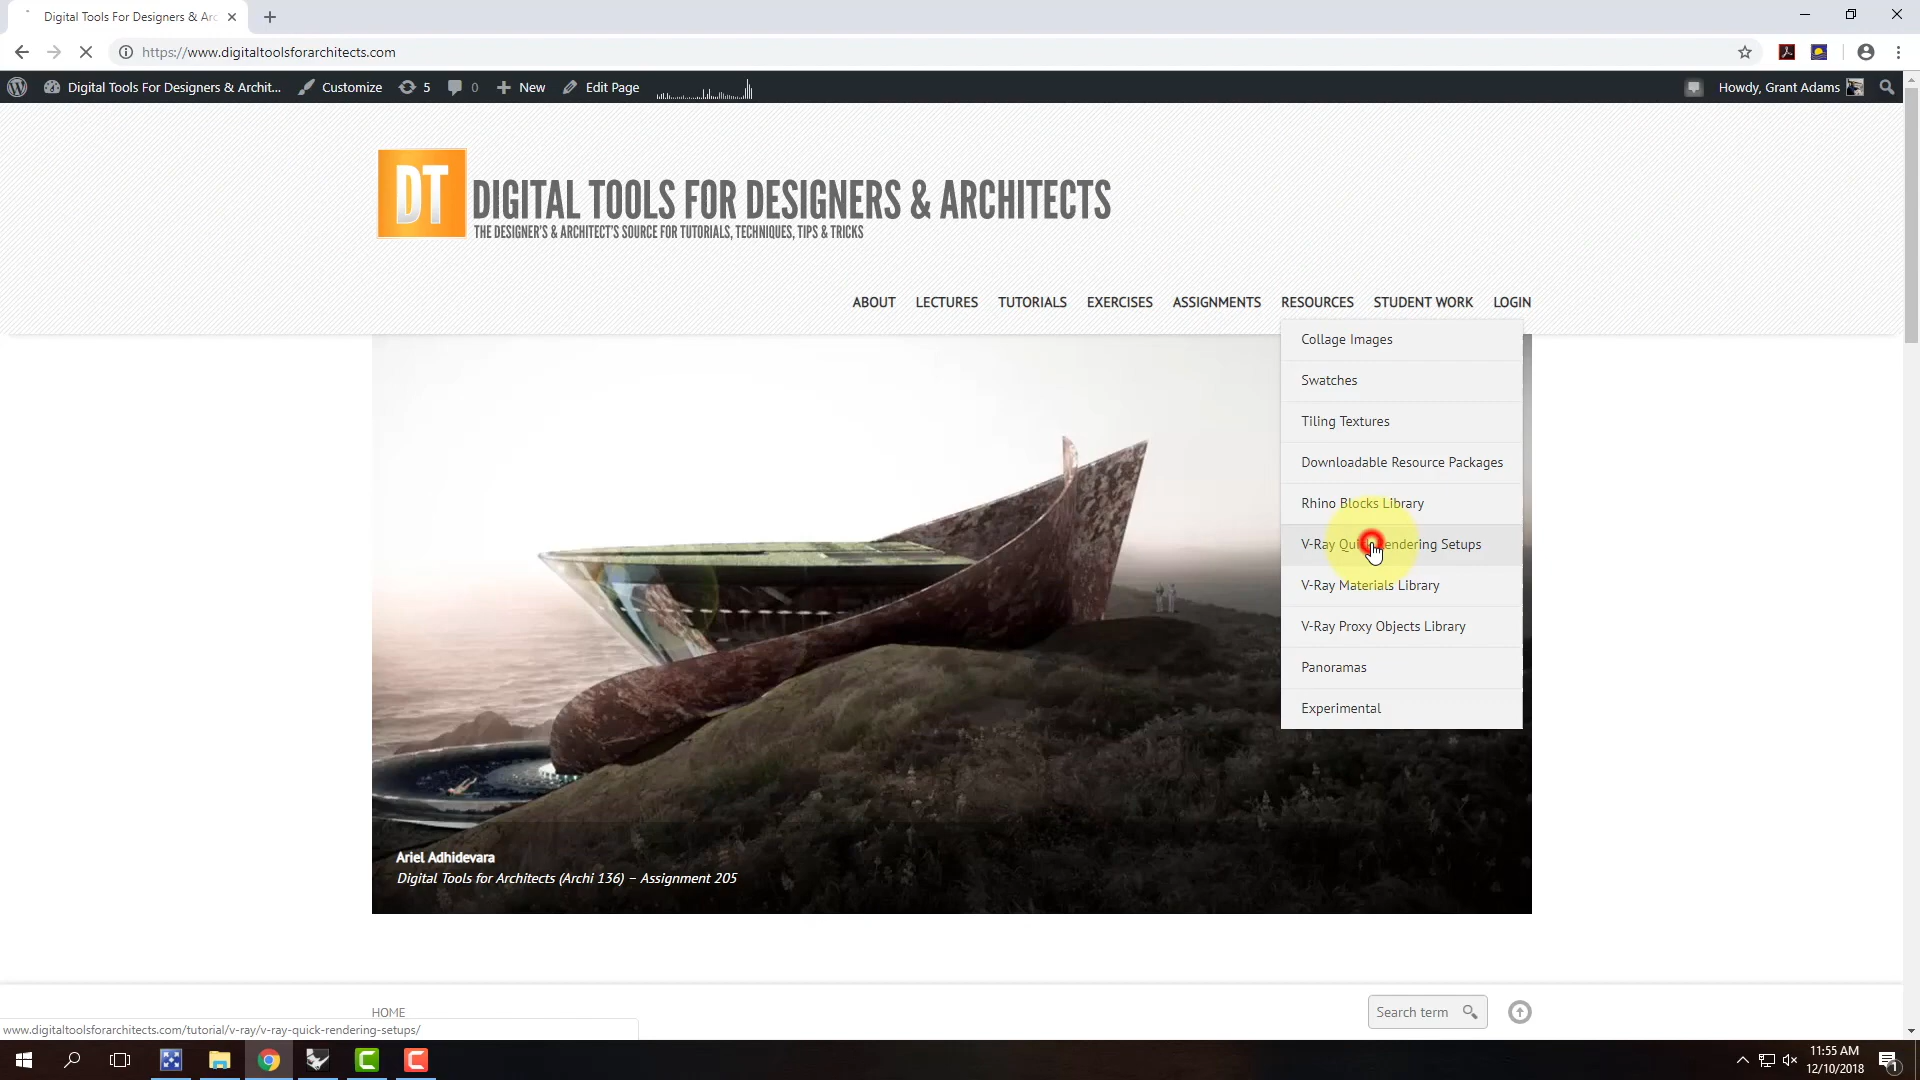 Digital Tools For Designers & Arc
https://www.digitaltoolsforarchitects.com
Digital Tools For Designers & Archit... Customize 5 0 New Edit Page Howdy, Grant Adams
DT
DIGITAL TOOLS FOR DESIGNERS & ARCHITECTS
THE DESIGNER'S & ARCHITECT'S SOURCE FOR TUTORIALS, TECHNIQUES, TIPS & TRICKS
ABOUT LECTURES TUTORIALS EXERCISES ASSIGNMENTS RESOURCES STUDENT WORK LOGIN
Collage Images
Swatches
Tiling Textures
Downloadable Resource Packages
Rhino Blocks Library
V-Ray Quick Rendering Setups
V-Ray Materials Library
V-Ray Proxy Objects Library
Panoramas
Experimental
Ariel Adhidevara
Digital Tools for Architects (Archi 136) – Assignment 205
HOME
Search term
www.digitaltoolsforarchitects.com/tutorial/v-ray/v-ray-quick-rendering-setups/
11:55 AM
12/10/2018
1